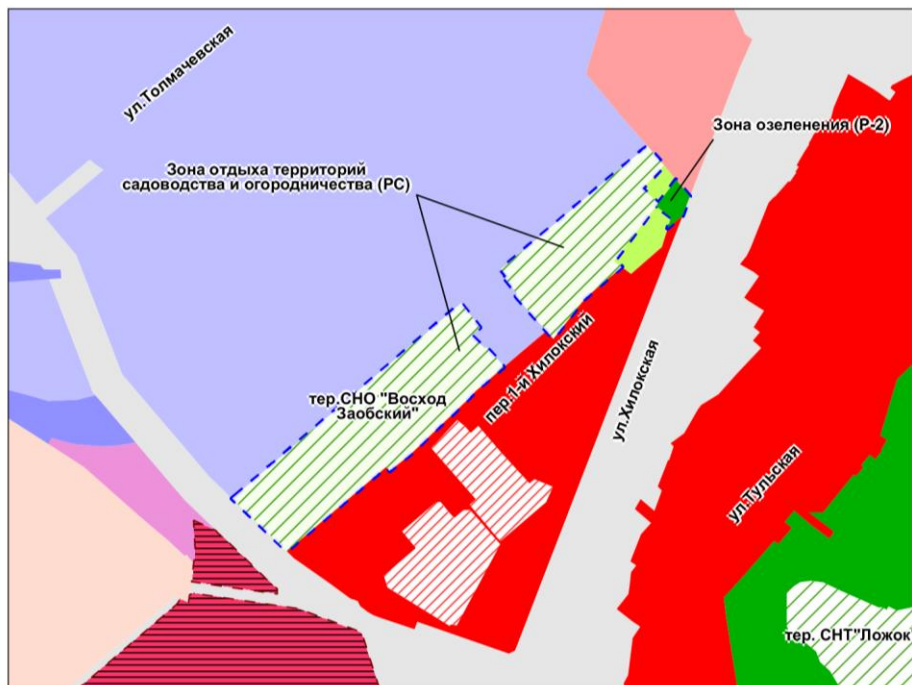 ул.Толмачевская
Зона озеленения (Р-2)
Зона отдыха территорий
садоводства и огородничества (РС)
тер.СНО "Восход
Заобский"
пер.1-й Хилокский
ул.Хилокская
ул.Тульская
тер. СНТ"Ложок"